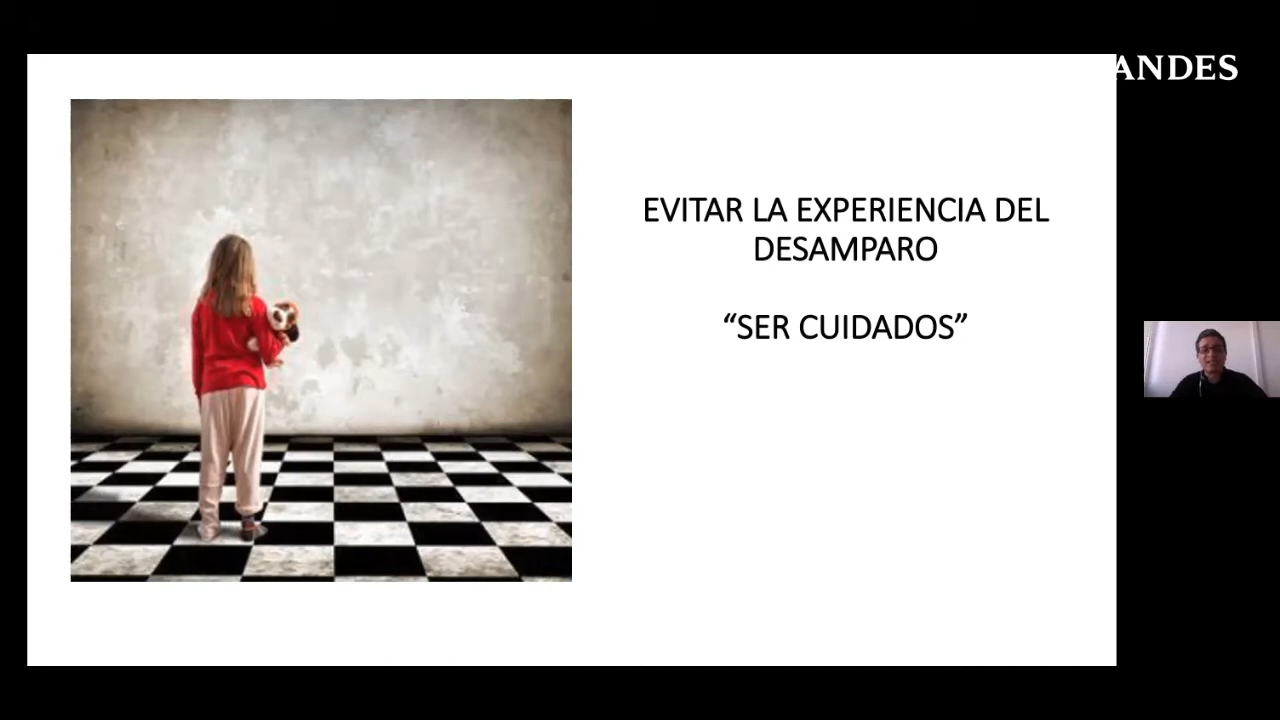 ANDES
EVITAR LA EXPERIENCIA DEL
DESAMPARO
“SER CUIDADOS”